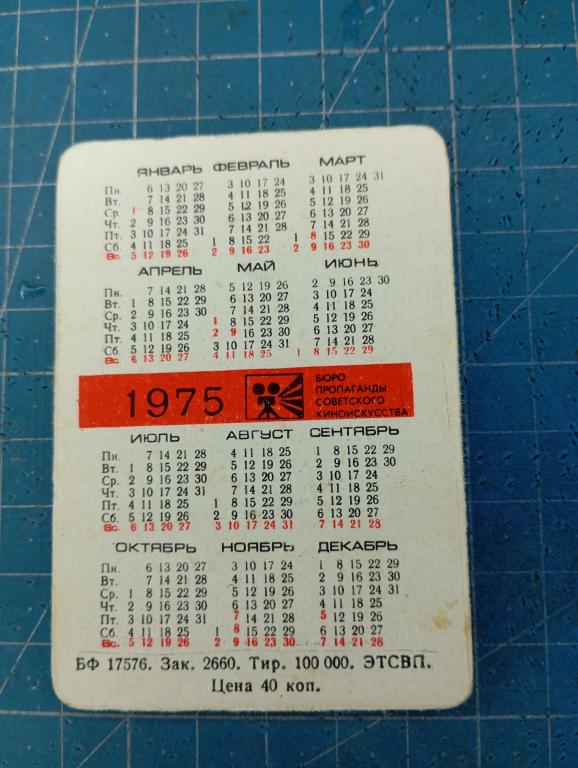 ЯНВАРЬ ФЕВРАЛЬ МАРТ
Пн. 6 13 20 27 3 10 17 24 3 10 17 24 31
Вт. 7 14 21 28 4 11 18 25 4 11 18 25
Ср. 1 8 15 22 29 5 12 19 26 5 12 19 26
Чт. 2 9 16 23 30 6 13 20 27 6 13 20 27
Пт. 3 10 17 24 31 7 14 21 28 7 14 21 28
Сб. 4 11 18 25 1 8 15 22 1 8 15 22 29
Вс. 5 12 19 26 2 9 16 23 2 9 16 23 30
АПРЕЛЬ МАЙ ИЮНЬ
Пн. 7 14 21 28 5 12 19 26 2 9 16 23 30
Вт. 1 8 15 22 29 6 13 20 27 3 10 17 24
Ср. 2 9 16 23 30 7 14 21 28 4 11 18 25
Чт. 3 10 17 24 1 8 15 22 29 5 12 19 26
Пт. 4 11 18 25 2 9 16 23 30 6 13 20 27
Сб. 5 12 19 26 3 10 17 24 31 7 14 21 28
Вс. 6 13 20 27 4 11 18 25 1 8 15 22 29
1975
БЮРО
ПРОПАГАНДЫ
СОВЕТСКОГО
КИНОИСКУССТВА
ИЮЛЬ АВГУСТ СЕНТЯБРЬ
Пн. 7 14 21 28 4 11 18 25 1 8 15 22 29
Вт. 1 8 15 22 29 5 12 19 26 2 9 16 23 30
Ср. 2 9 16 23 30 6 13 20 27 3 10 17 24
Чт. 3 10 17 24 31 7 14 21 28 4 11 18 25
Пт. 4 11 18 25 1 8 15 22 29 5 12 19 26
Сб. 5 12 19 26 2 9 16 23 30 6 13 20 27
Вс. 6 13 20 27 3 10 17 24 31 7 14 21 28
ОКТЯБРЬ НОЯБРЬ ДЕКАБРЬ
Пн. 6 13 20 27 3 10 17 24 1 8 15 22 29
Вт. 7 14 21 28 4 11 18 25 2 9 16 23 30
Ср. 1 8 15 22 29 5 12 19 26 3 10 17 24 31
Чт. 2 9 16 23 30 6 13 20 27 4 11 18 25
Пт. 3 10 17 24 31 7 14 21 28 5 12 19 26
Сб. 4 11 18 25 1 8 15 22 29 6 13 20 27
Вс. 5 12 19 26 2 9 16 23 30 7 14 21 28
БФ 17576. Зак. 2660. Тир. 100 000. ЭТСВП.
Цена 40 коп.